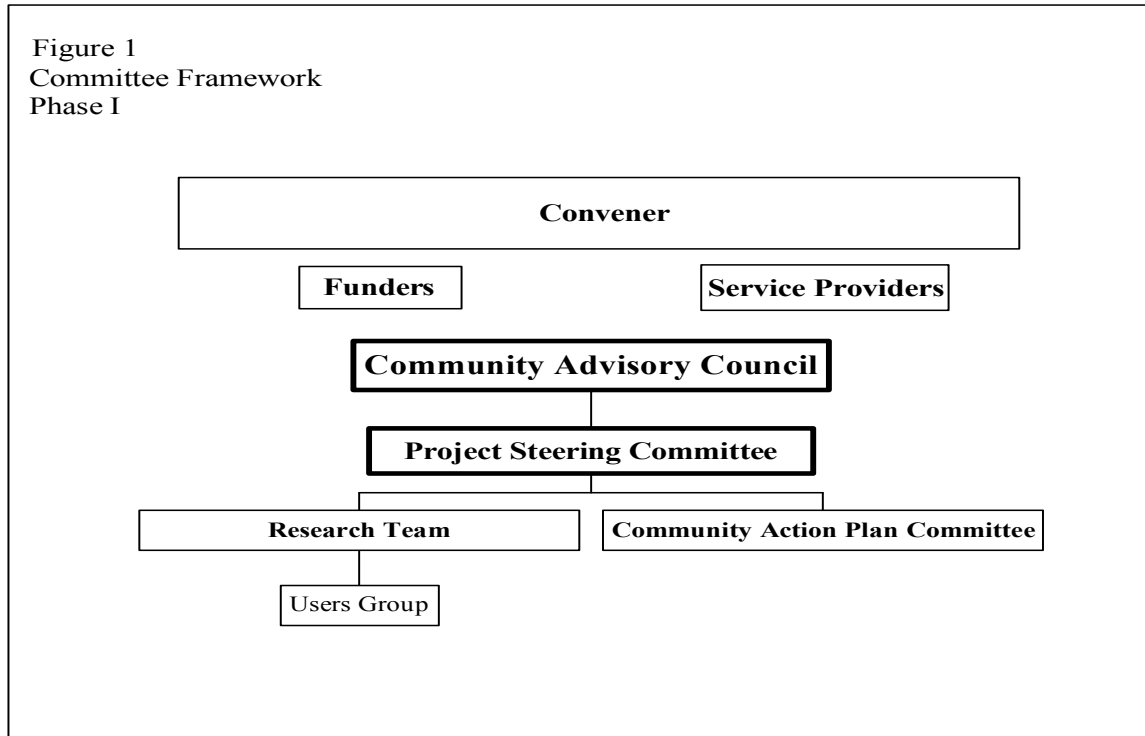 Figure 1
Committee Framework
Phase I
Convener
Funders
Service Providers
Community Advisory Council
Project Steering Committee
Research Team
Community Action Plan Committee
Users Group